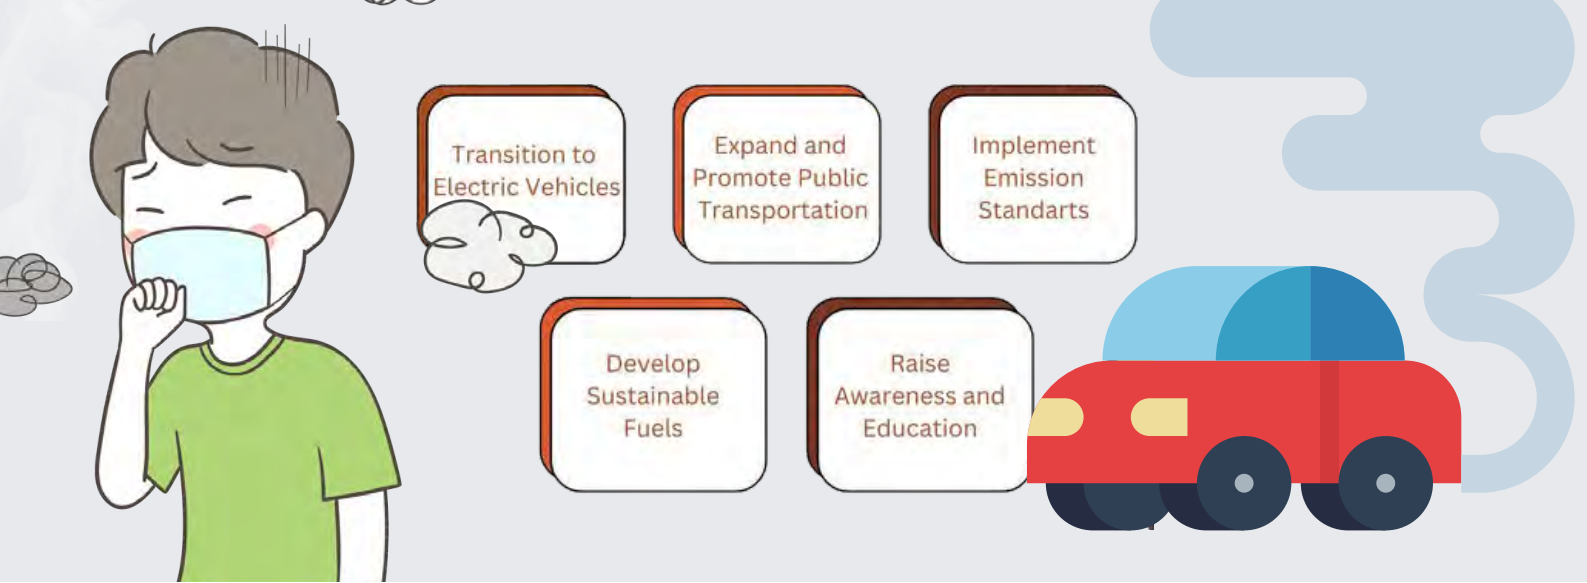 Transition to
Electric Vehicles
Expand and
Promote Public
Transportation
Implement
Emission
Standarts
Develop
Sustainable
Fuels
Raise
Awareness and
Education